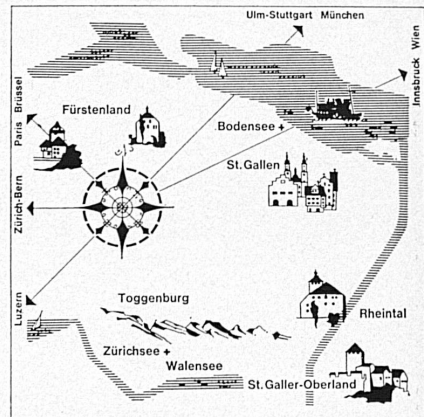 Ulm-Stuttgart München
Innsbruck Wien
Paris Brüssel
Fürstenland
Bodensee +
St.Gallen
Zürich-Bern
Luzern
Toggenburg
Rheintal
Zürichsee +
Walensee
St.Galler-Oberland